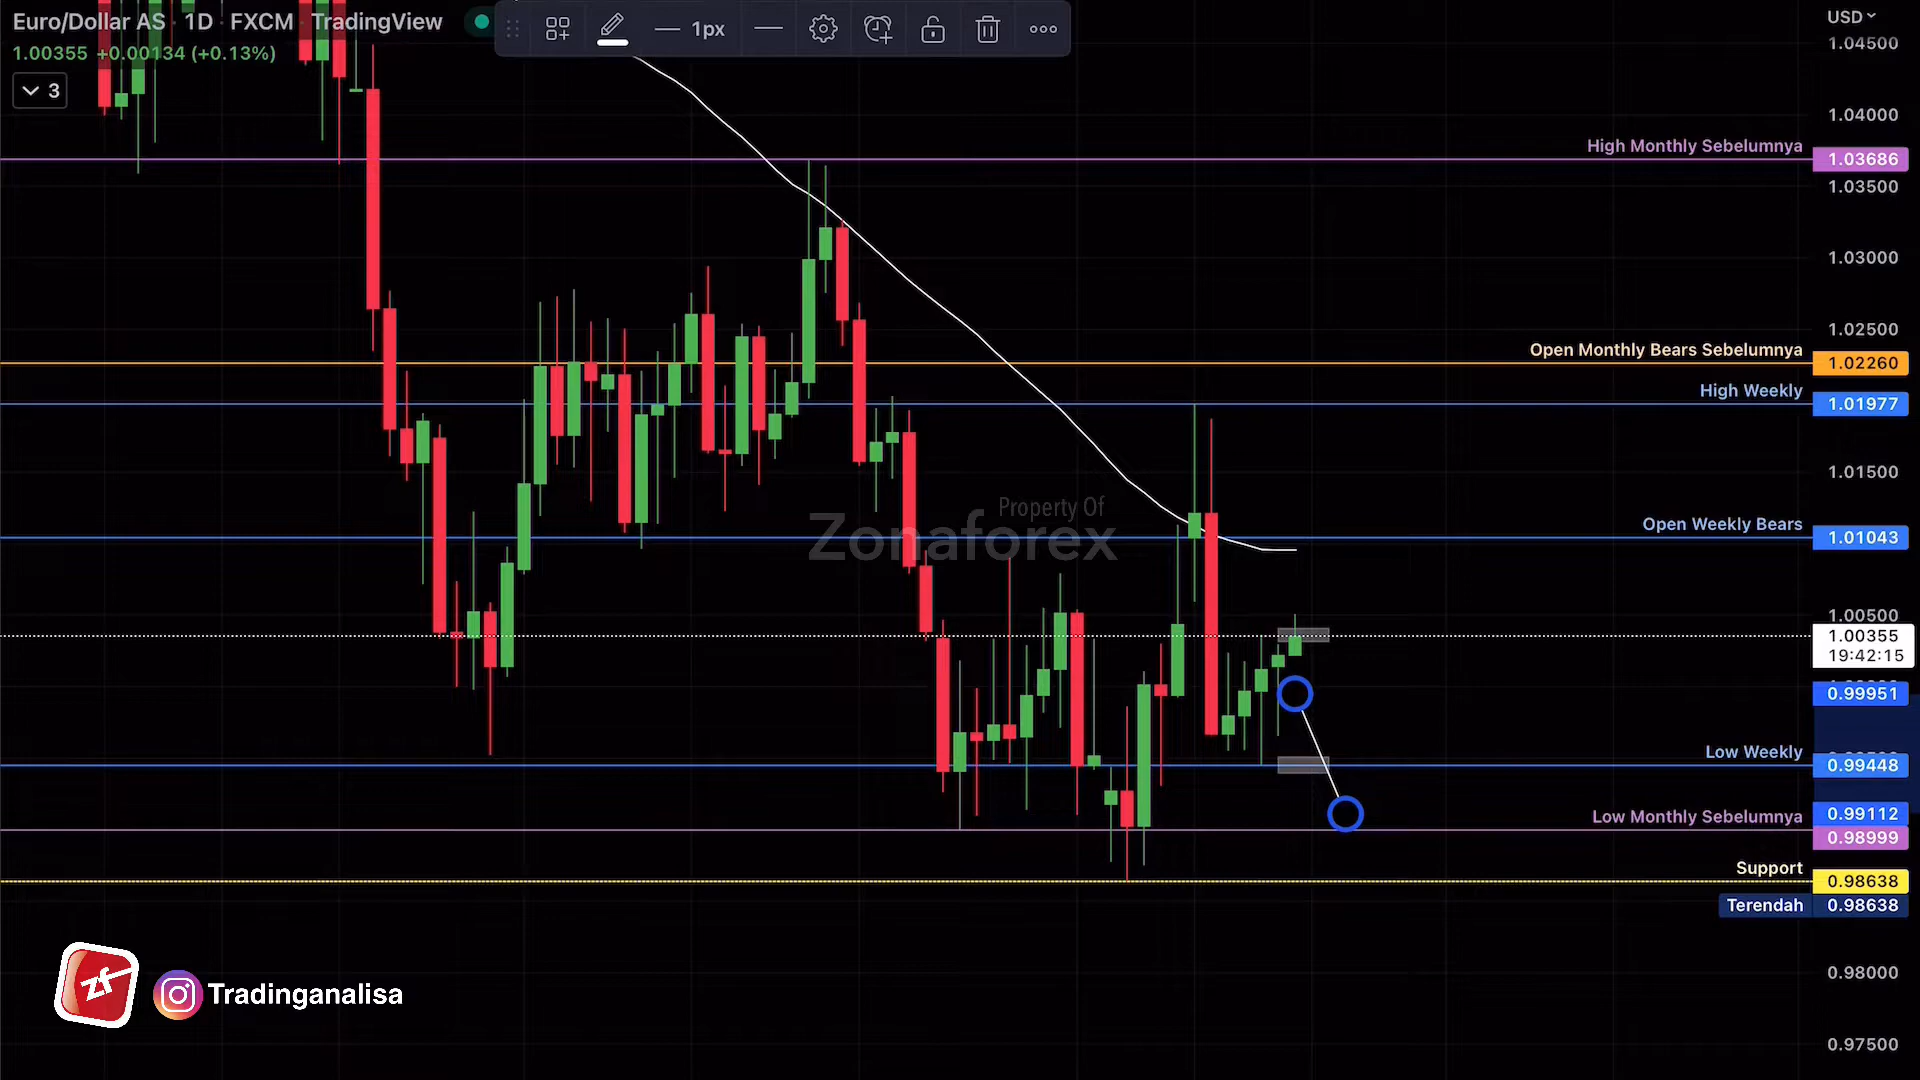 Euro/Dollar AS · 1D · FXCM TradingView
1px
USD
1.00355 +0.00134 (+0.13%)
3
1.04500
1.04000
High Monthly Sebelumnya 1.03686
1.03500
1.03000
1.02500
Open Monthly Bears Sebelumnya 1.02260
High Weekly 1.01977
1.01500
Property Of
Zonaforex
Open Weekly Bears 1.01043
1.00500
1.00355
19:42:15
0.99951
Low Weekly 0.99448
0.99112
Low Monthly Sebelumnya 0.98999
Support 0.98638
Terendah 0.98638
0.98000
0.97500
zf
Tradinganalisa